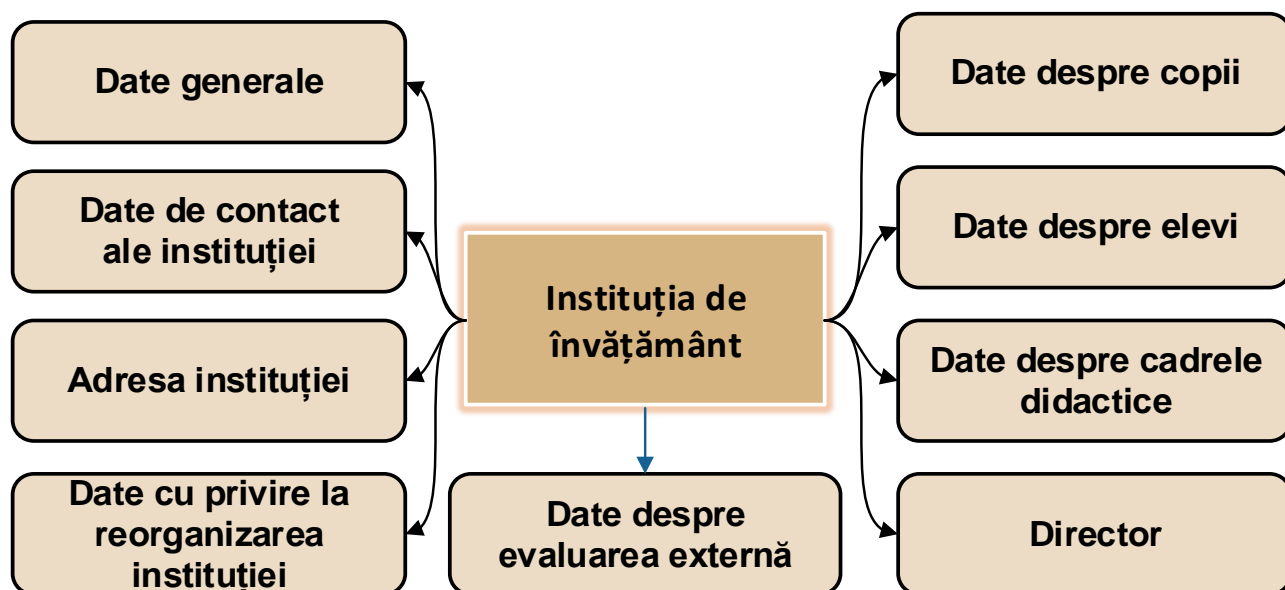 Date generale
Date de contact
ale instituției
Adresa instituției
Date cu privire la
reorganizarea
instituției
Instituția de
învățământ
Date despre
evaluarea externă
Date despre copii
Date despre elevi
Date despre cadrele
didactice
Director